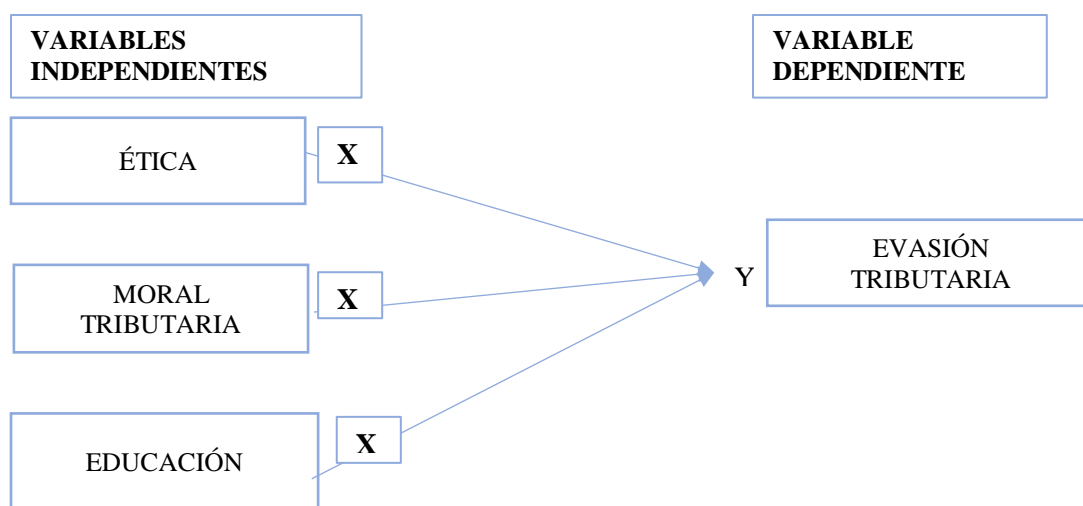 VARIABLES
INDEPENDIENTES
VARIABLE
DEPENDIENTE
ÉTICA
X
MORAL
TRIBUTARIA
X
Y
EVASIÓN
TRIBUTARIA
EDUCACIÓN
X